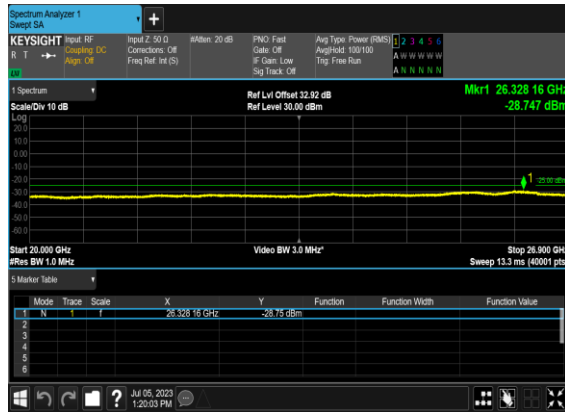 Spectrum Analyzer 1
Swept SA
+
KEYSIGHT Input: RF Input Z: 50 Ω #Atten: 20 dB PNO: Fast Avg Type: Power (RMS) 1 2 3 4 5 6
R T Coupling: DC Corrections: Off Gate: Off Avg|Hold: 100/100 A W W W W W
Align: Off Freq Ref: Int (S) IF Gain: Low Trig: Free Run
Sig Track: Off A N N N N N
1 Spectrum
Ref Lvl Offset 32.92 dB Mkr1 26.328 16 GHz
Scale/Div 10 dB Ref Level 30.00 dBm -28.747 dBm
Log
20.0
10.0
0.00
-10.0
-20.0
1 -25.00 dBm
-30.0
-40.0
-50.0
-60.0
Start 20.000 GHz Video BW 3.0 MHz* Stop 26.900 GHz
#Res BW 1.0 MHz Sweep 13.3 ms (40001 pts
5 Marker Table
Mode Trace Scale X Y Function Function Width Function Value
1 N 1 f 26.328 16 GHz -28.75 dBm
2
3
4
5
6
? Jul 05, 2023
1:20:03 PM